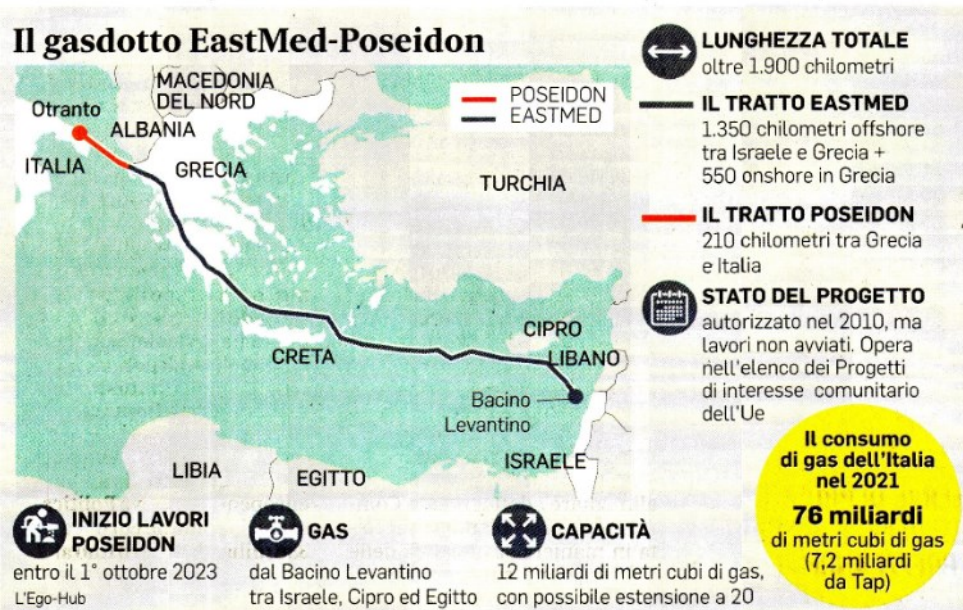 Il gasdotto EastMed-Poseidon
MACEDONIA
DEL NORD
Otranto
ALBANIA
ITALIA
GRECIA
POSEIDON
EASTMED
TURCHIA
CIPRO
CRETA
LIBANO
Bacino
Levantino
ISRAELE
LIBIA
EGITTO
LUNGHEZZA TOTALE
oltre 1.900 chilometri
IL TRATTO EASTMED
1.350 chilometri offshore
tra Israele e Grecia +
550 onshore in Grecia
IL TRATTO POSEIDON
210 chilometri tra Grecia
e Italia
STATO DEL PROGETTO
autorizzato nel 2010, ma
lavori non avviati. Opera
nell'elenco dei Progetti
di interesse comunitario
dell'Ue
Il consumo
di gas dell'Italia
nel 2021
76 miliardi
di metri cubi di gas
(7,2 miliardi
da Tap)
INIZIO LAVORI
POSEIDON
entro il 1° ottobre 2023
GAS
dal Bacino Levantino
tra Israele, Cipro ed Egitto
CAPACITÀ
12 miliardi di metri cubi di gas,
con possibile estensione a 20
L'Ego-Hub